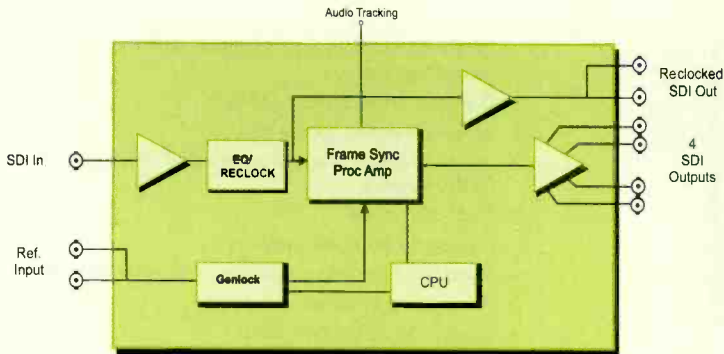 Audio Tracking
Reclocked
SDI Out
SDI In
EQ/
RECLOCK
Frame Sync
Proc Amp
4
SDI
Outputs
Ref.
Input
Genlock
CPU